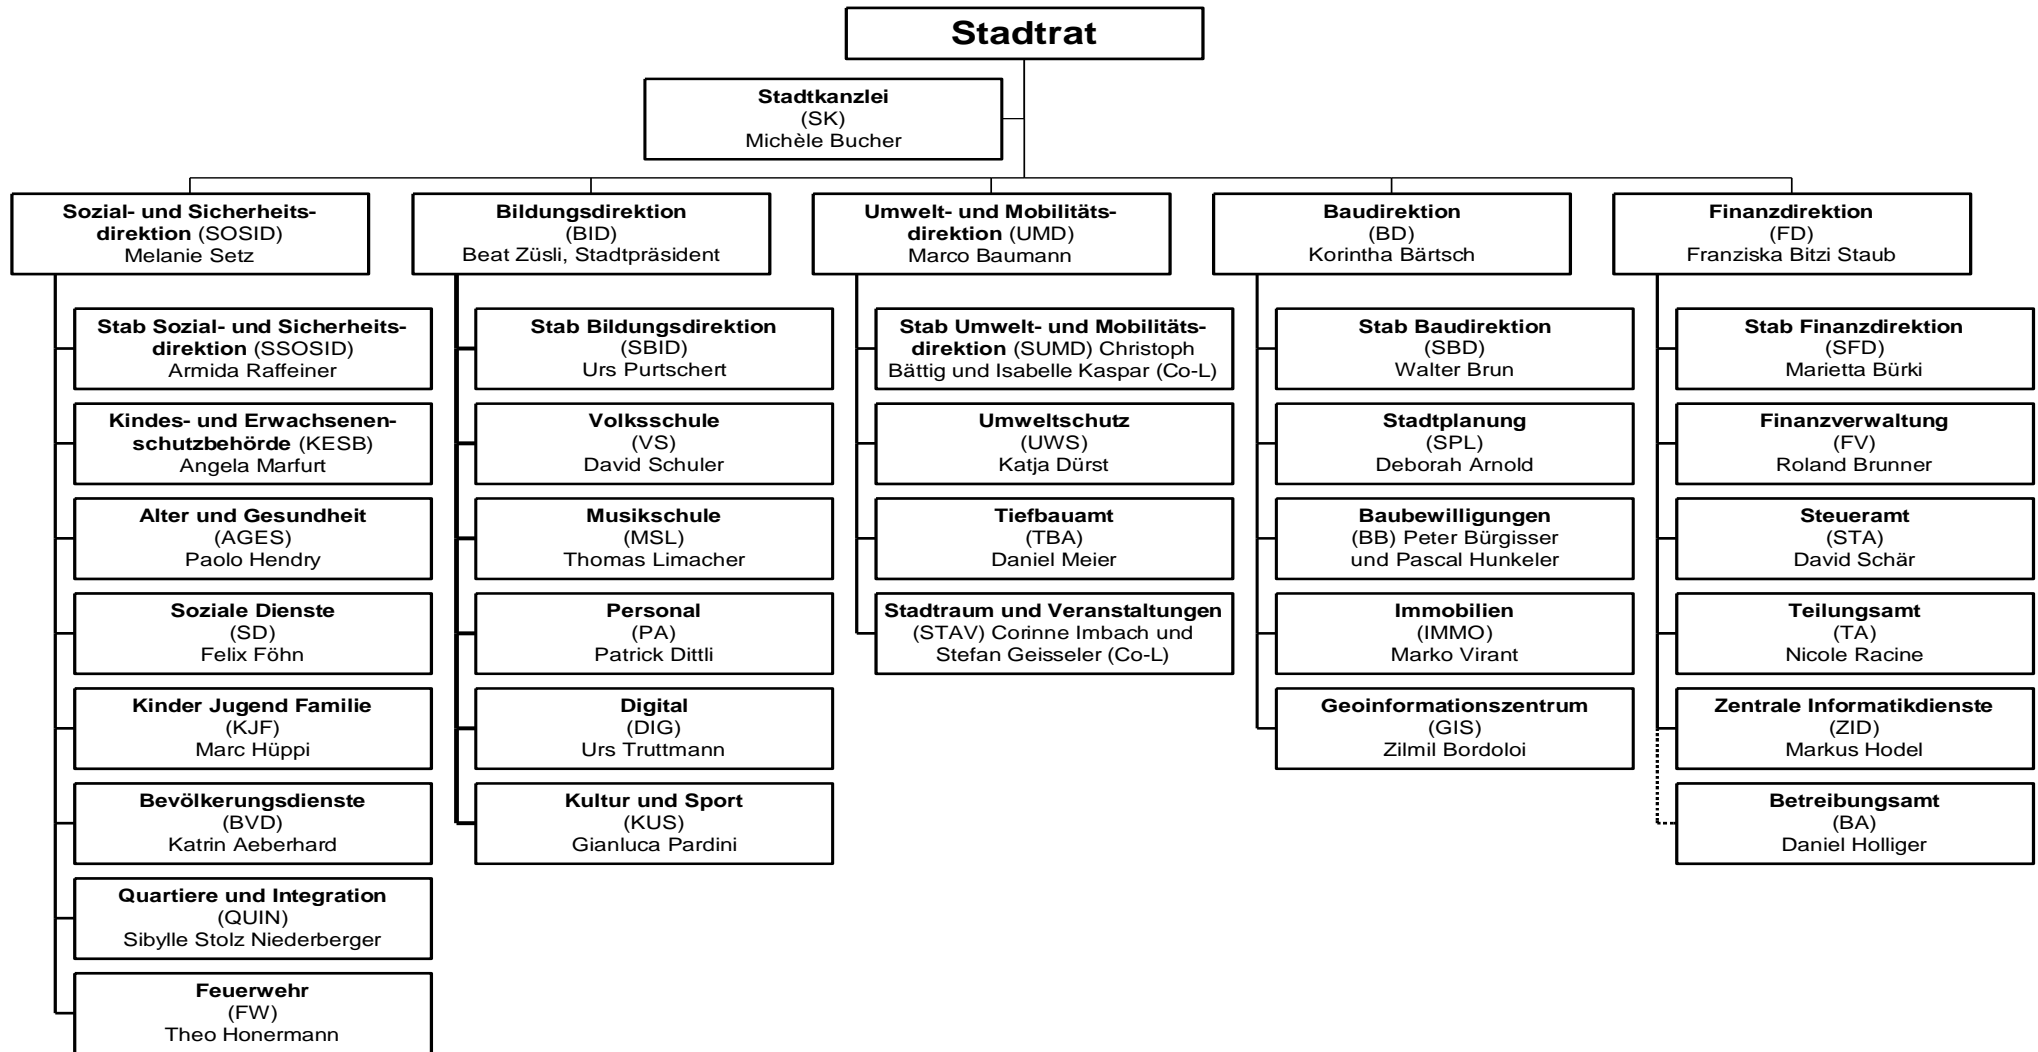 Stadtrat
Stadtkanzlei
(SK)
Michèle Bucher
Sozial- und Sicherheits-
direktion (SOSID)
Melanie Setz
Stab Sozial- und Sicherheits-
direktion (SSOSID)
Armida Raffeiner
Kindes- und Erwachsenen-
schutzbehörde (KESB)
Angela Marfurt
Alter und Gesundheit
(AGES)
Paolo Hendry
Soziale Dienste
(SD)
Felix Föhn
Kinder Jugend Familie
(KJF)
Marc Hüppi
Bevölkerungsdienste
(BVD)
Katrin Aeberhard
Quartiere und Integration
(QUIN)
Sibylle Stolz Niederberger
Feuerwehr
(FW)
Theo Honermann
Bildungsdirektion
(BID)
Beat Züsli, Stadtpräsident
Stab Bildungsdirektion
(SBID)
Urs Purtschert
Volksschule
(VS)
David Schuler
Musikschule
(MSL)
Thomas Limacher
Personal
(PA)
Patrick Dittli
Digital
(DIG)
Urs Truttmann
Kultur und Sport
(KUS)
Gianluca Pardini
Umwelt- und Mobilitäts-
direktion (UMD)
Marco Baumann
Stab Umwelt- und Mobilitäts-
direktion (SUMD) Christoph
Bättig und Isabelle Kaspar (Co-L)
Umweltschutz
(UWS)
Katja Dürst
Tiefbauamt
(TBA)
Daniel Meier
Stadtraum und Veranstaltungen
(STAV) Corinne Imbach und
Stefan Geisseler (Co-L)
Baudirektion
(BD)
Korintha Bärtsch
Stab Baudirektion
(SBD)
Walter Brun
Stadtplanung
(SPL)
Deborah Arnold
Baubewilligungen
(BB) Peter Bürgisser
und Pascal Hunkeler
Immobilien
(IMMO)
Marko Virant
Geoinformationszentrum
(GIS)
Zilmil Bordoloi
Finanzdirektion
(FD)
Franziska Bitzi Staub
Stab Finanzdirektion
(SFD)
Marietta Bürki
Finanzverwaltung
(FV)
Roland Brunner
Steueramt
(STA)
David Schär
Teilungsamt
(TA)
Nicole Racine
Zentrale Informatikdienste
(ZID)
Markus Hodel
Betreibungsamt
(BA)
Daniel Holliger